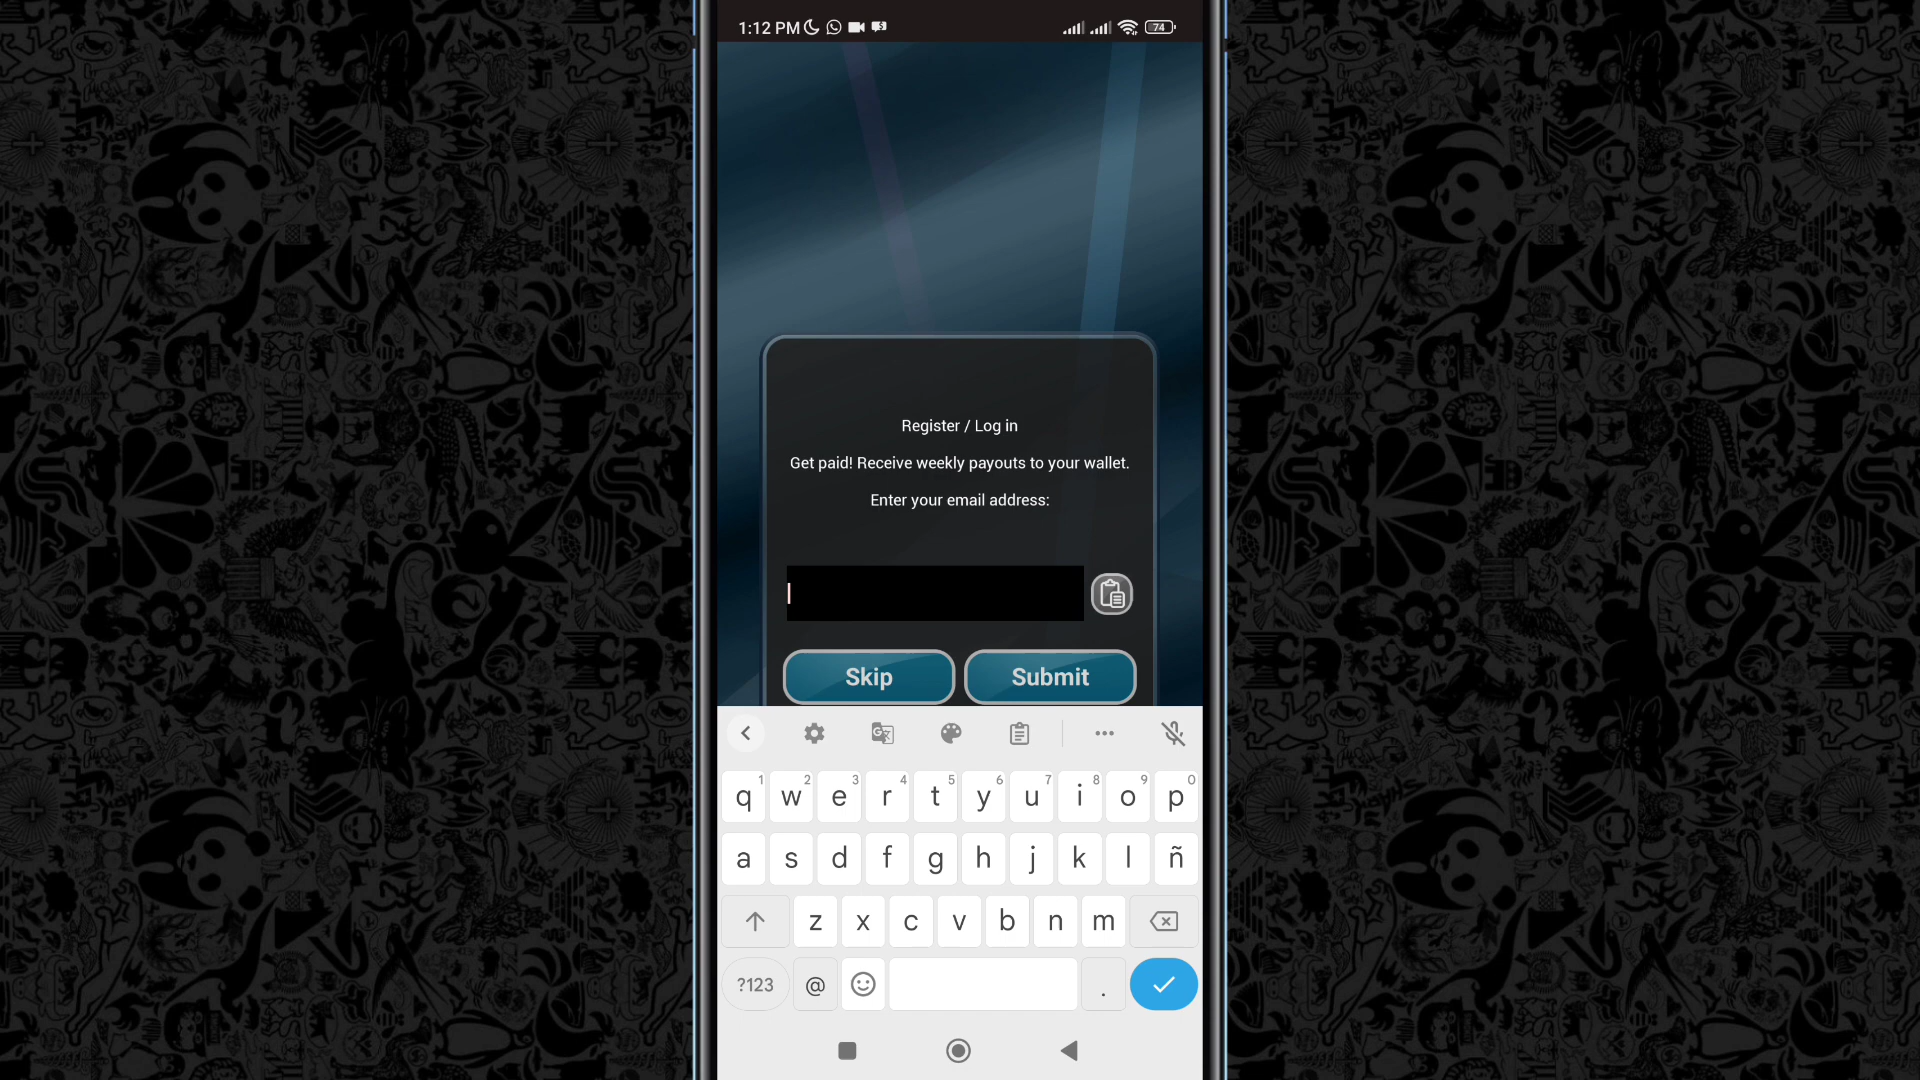 1:12 PM
74
Register / Log in
Get paid! Receive weekly payouts to your wallet.
Enter your email address:
Skip
Submit
q 1 w 2 e 3 r 4 t 5 y 6 u 7 i 8 o 9 p 0
a s d f g h j k l ñ
z x c v b n m
?123 @ .